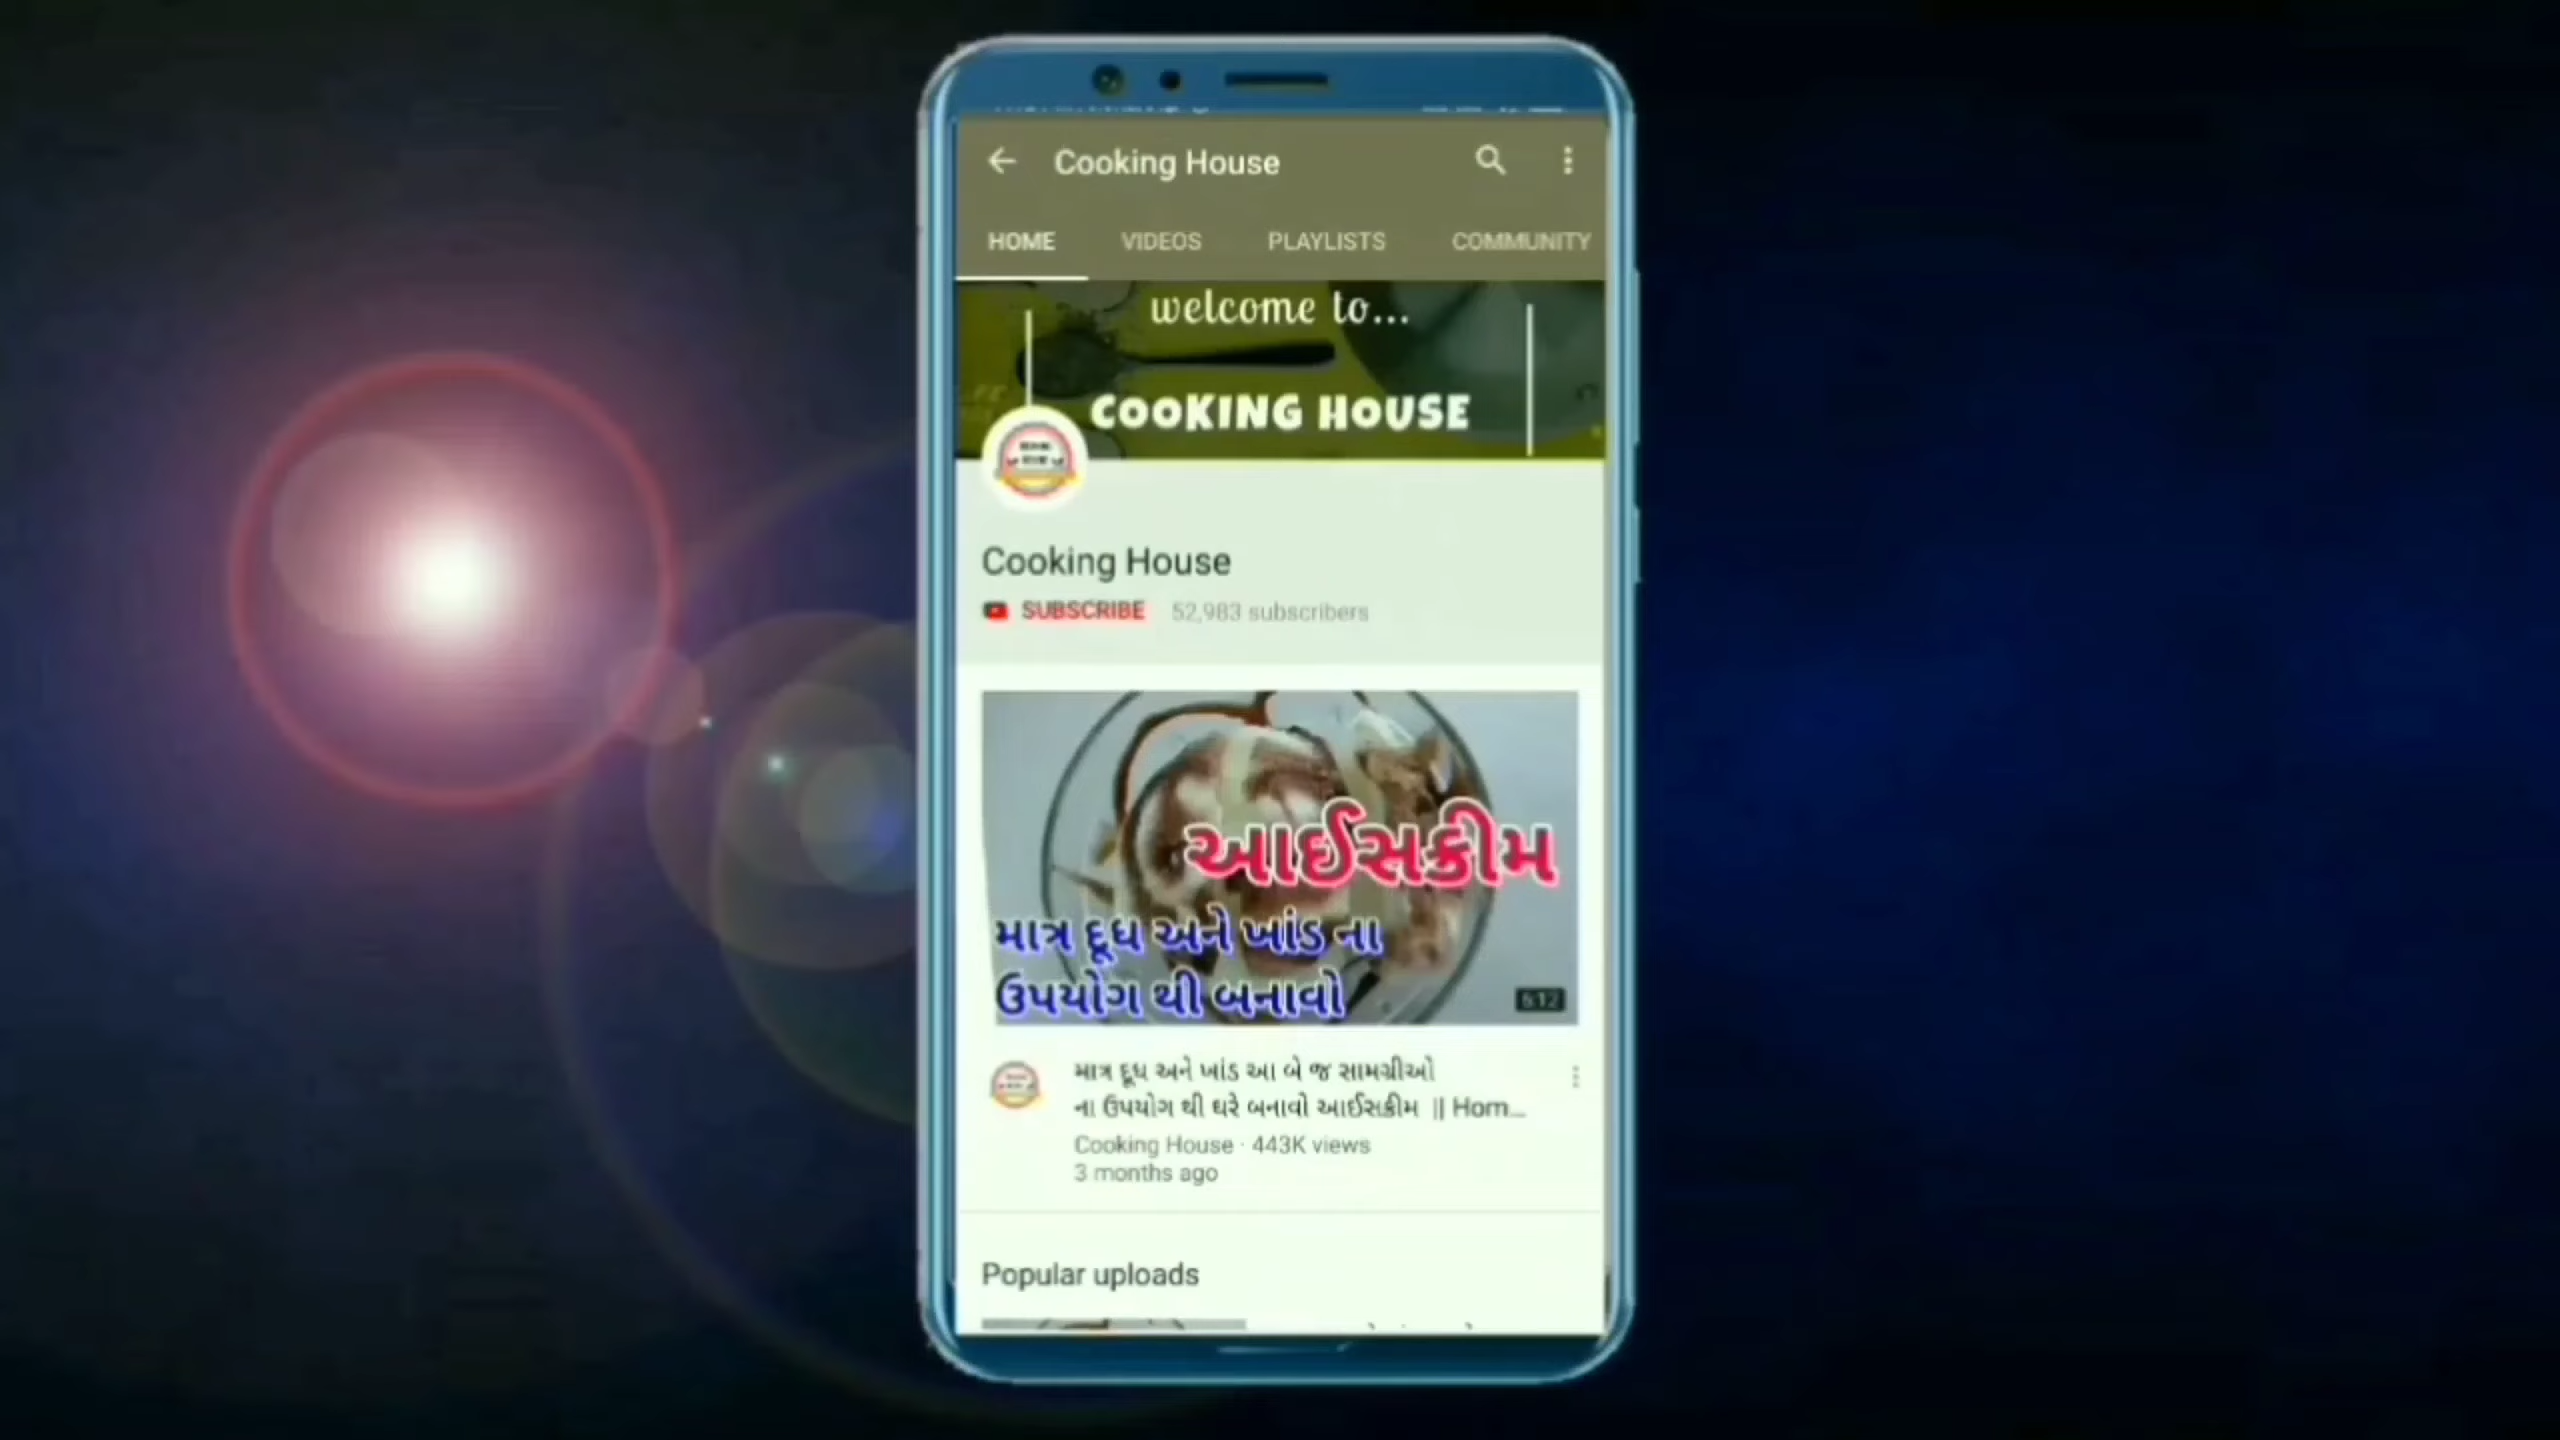 Cooking House
HOME VIDEOS PLAYLISTS COMMUNITY
welcome to...
COOKING HOUSE
Cooking House
SUBSCRIBE 52,983 subscribers
આઈસક્રીમ
માત્ર દૂધ અને ખાંડ ના
ઉપયોગ થી બનાવો
6:12
માત્ર દૂધ અને ખાંડ આ બે જ સામગ્રીઓ
ના ઉપયોગ થી ઘરે બનાવો આઈસક્રીમ || Hom...
Cooking House · 443K views
3 months ago
Popular uploads